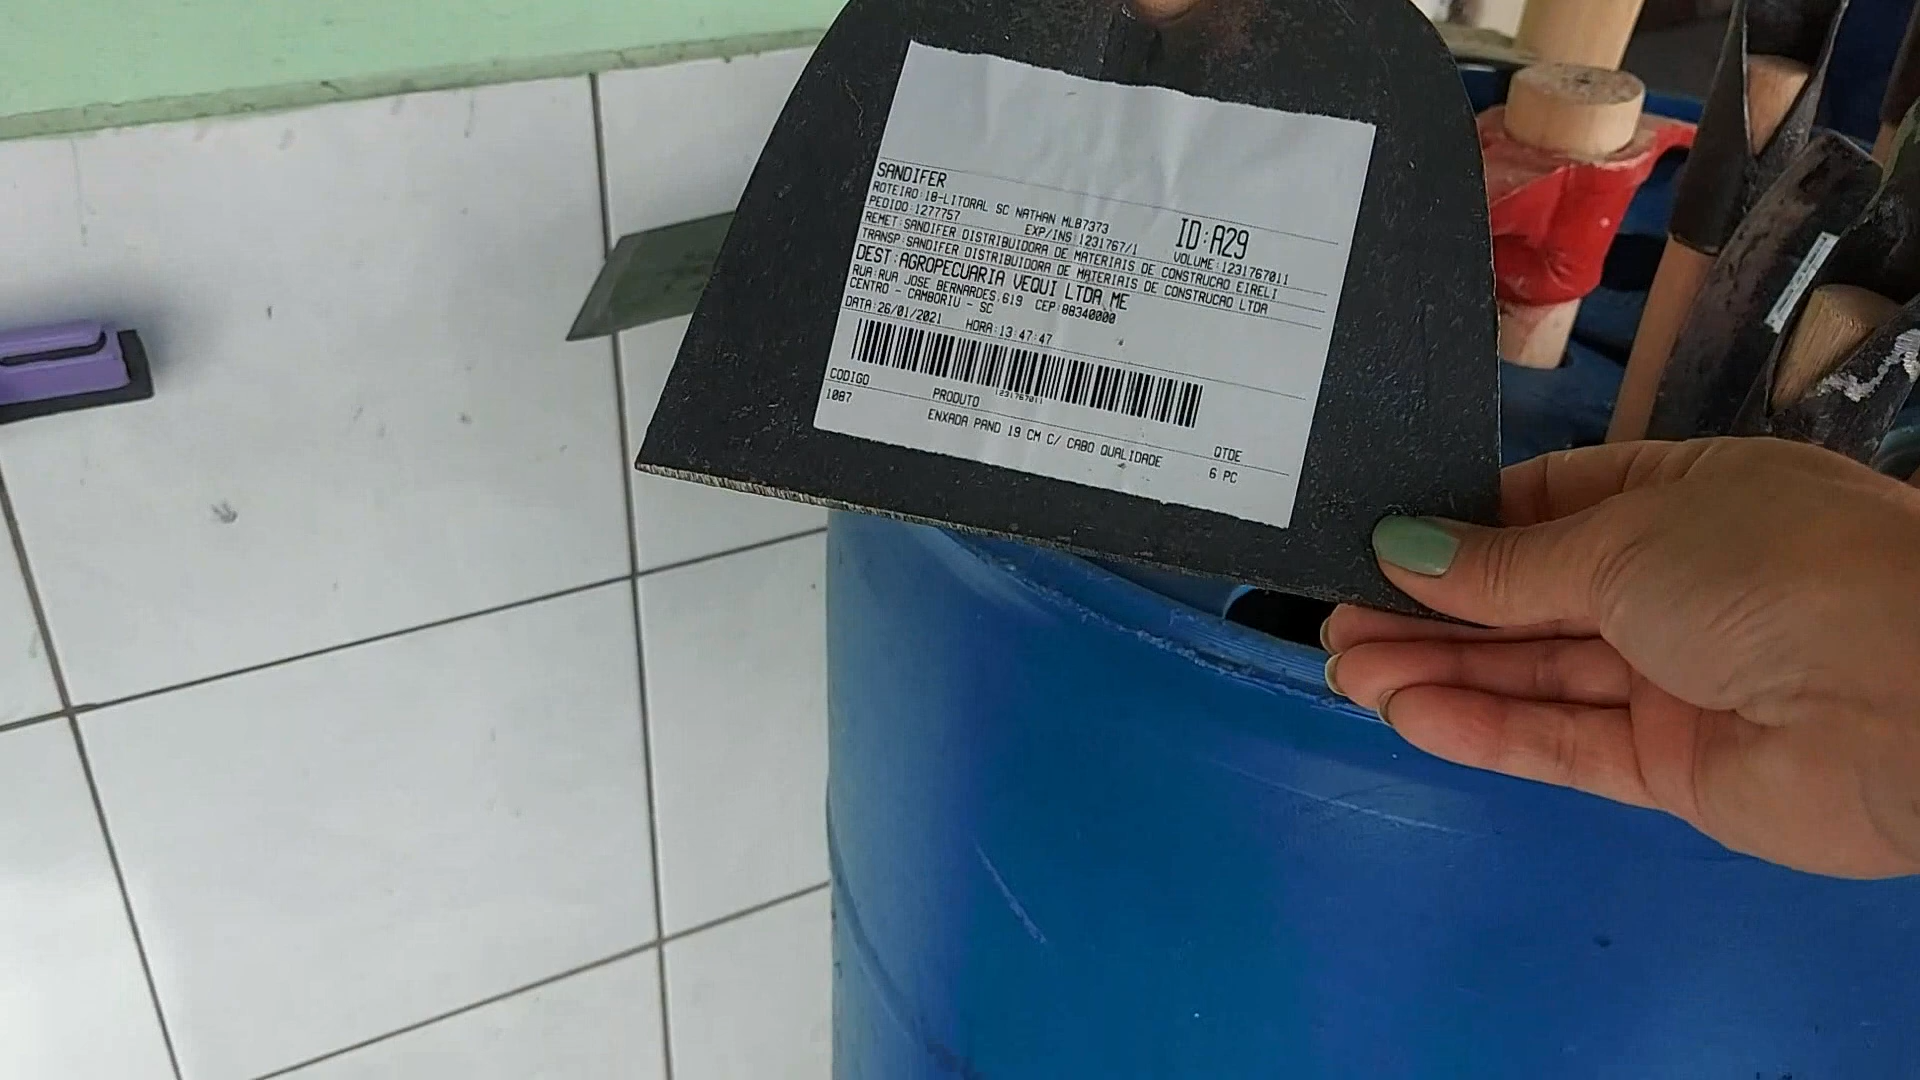 SANDIFER
ROTEIRO:18-LITORAL SC NATHAN MLB7373
PEDIDO:1277757 EXP/INS 1231767/1
ID:A29
VOLUME:1231767011
REMET:SANDIFER DISTRIBUIDORA DE MATERIAIS DE CONSTRUCAO EIRELI
TRANSP:SANDIFER DISTRIBUIDORA DE MATERIAIS DE CONSTRUCAO LTDA
DEST:AGROPECUARIA VEQUI LTDA ME
RUA:RUA JOSE BERNARDES,619 CEP:88340000
CENTRO - CAMBORIU - SC
DATA:26/01/2021 HORA:13:47:47
1231767011
CODIGO PRODUTO QTDE
1087 ENXADA PAND 19 CM C/ CABO QUALIDADE 6 PC